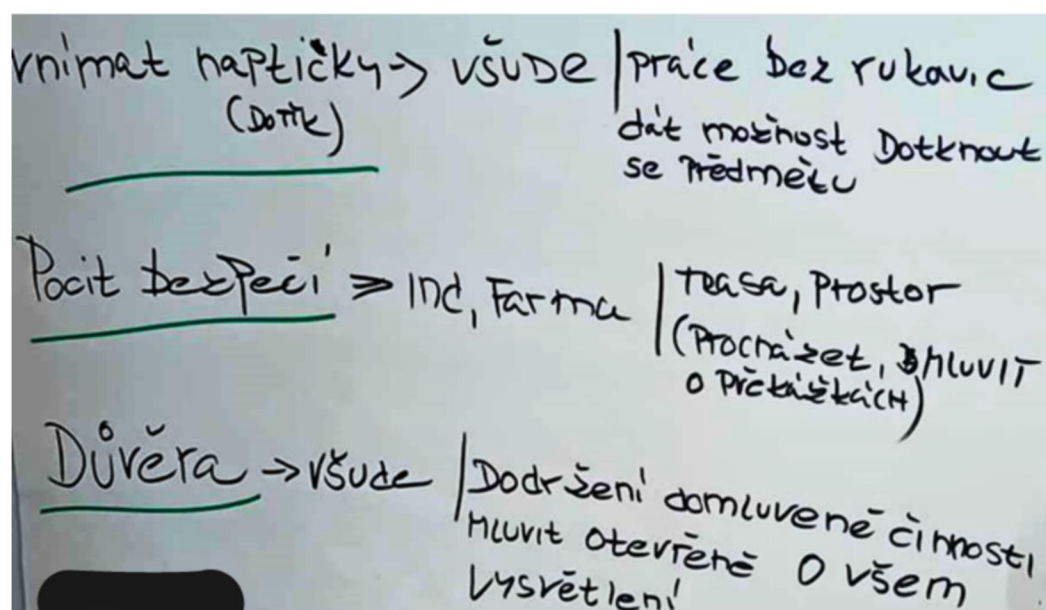 vnímat haptičky → všude | práce bez rukavic
(Dotyk)
dát možnost Dotknout
se předmětu
Pocit bezpečí → Ind, Farma | Trasa, Prostor
(Procházet, Mluvit
o překážkách)
Důvěra → všude | Dodržení domluvené činnosti
Mluvit otevřeně o všem
Vysvětlení